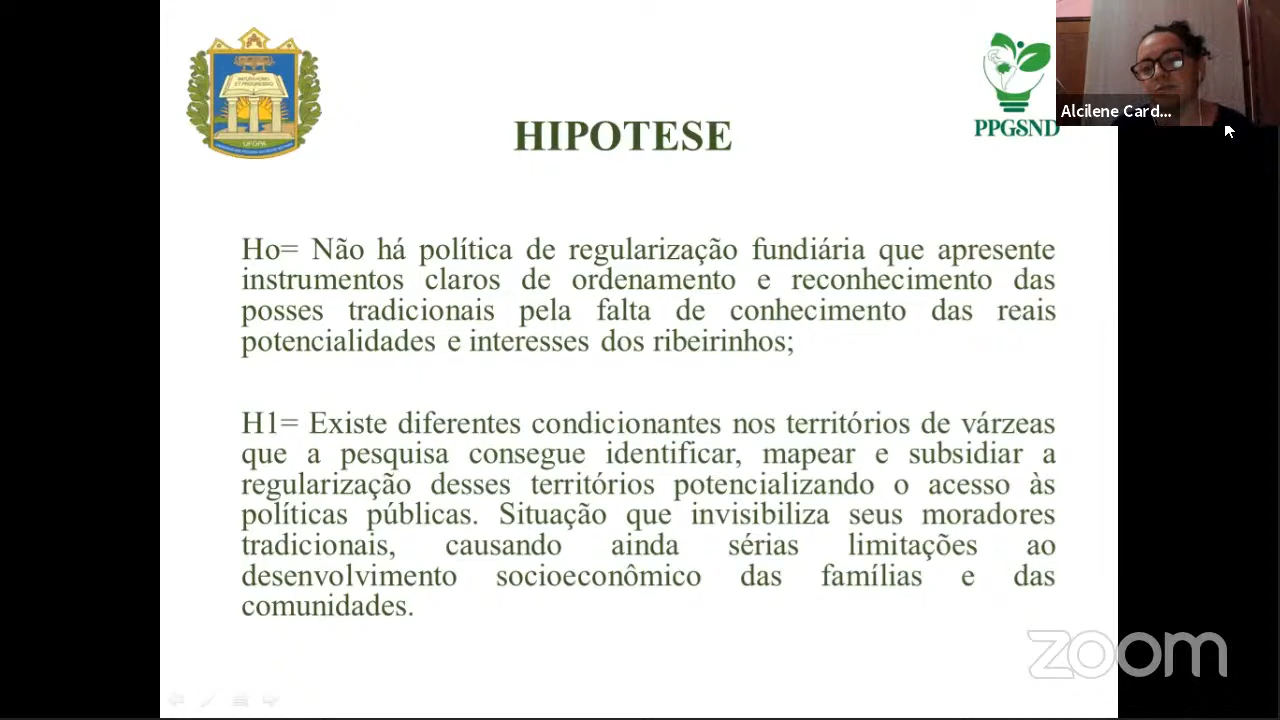 HIPOTESE
PPGSND
UFOPA
Alcilene Card...
Ho= Não há política de regularização fundiária que apresente
instrumentos claros de ordenamento e reconhecimento das
posses tradicionais pela falta de conhecimento das reais
potencialidades e interesses dos ribeirinhos;
H1= Existe diferentes condicionantes nos territórios de várzeas
que a pesquisa consegue identificar, mapear e subsidiar a
regularização desses territórios potencializando o acesso às
políticas públicas. Situação que invisibiliza seus moradores
tradicionais, causando ainda sérias limitações ao
desenvolvimento socioeconômico das famílias e das
comunidades.
zoom